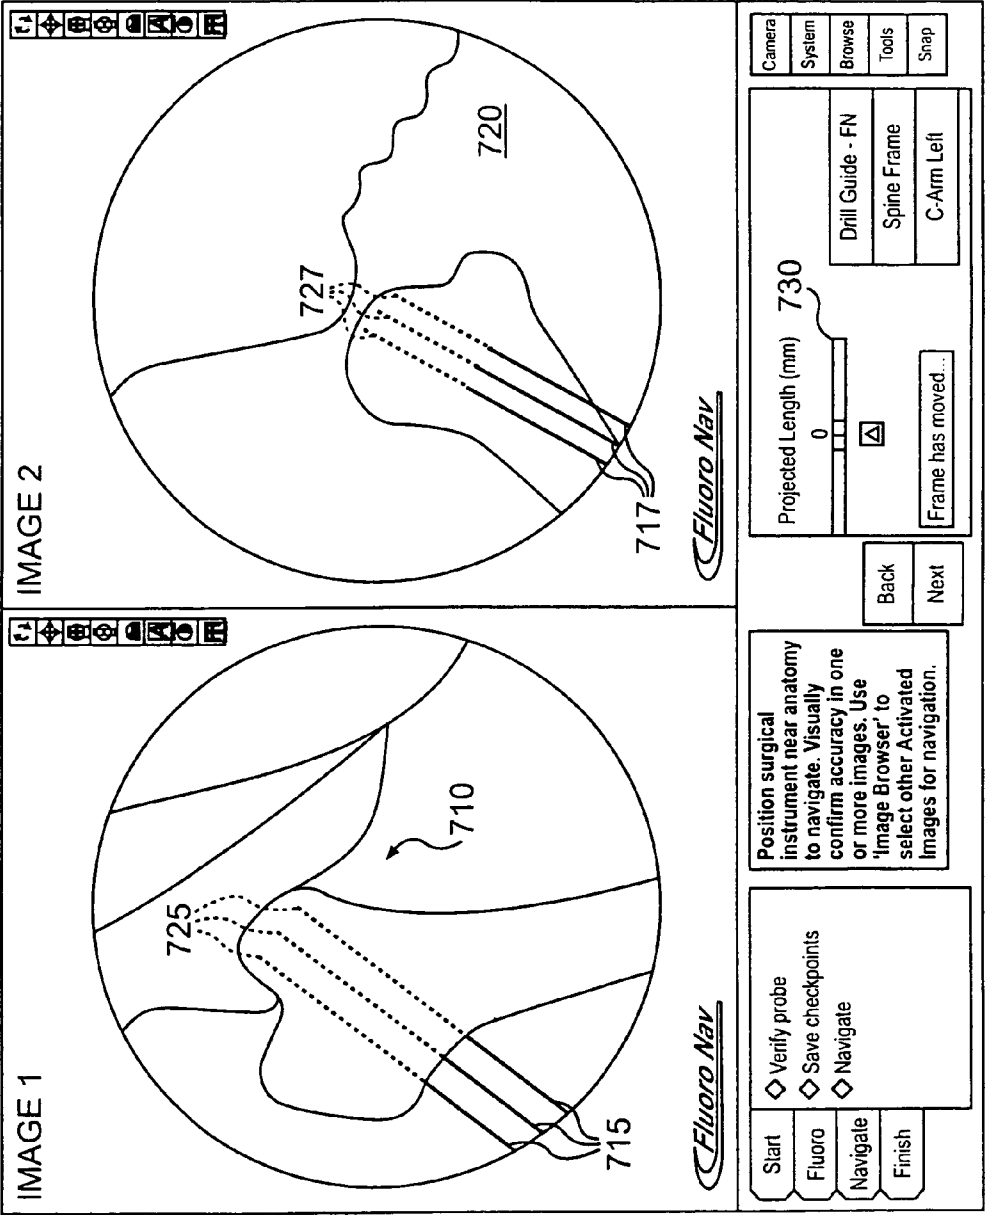 IMAGE 1
725
710
715
Fluoro Nav
IMAGE 2
727
720
717
Fluoro Nav
Start
Fluoro
Navigate
Finish
Verify probe
Save checkpoints
Navigate
Position surgical
instrument near anatomy
to navigate. Visually
confirm accuracy in one
or more images. Use
'Image Browser' to
select other Activated
Images for navigation.
Back
Next
Projected Length (mm)
0
730
Frame has moved...
Drill Guide - FN
Spine Frame
C-Arm Left
Camera
System
Browse
Tools
Snap